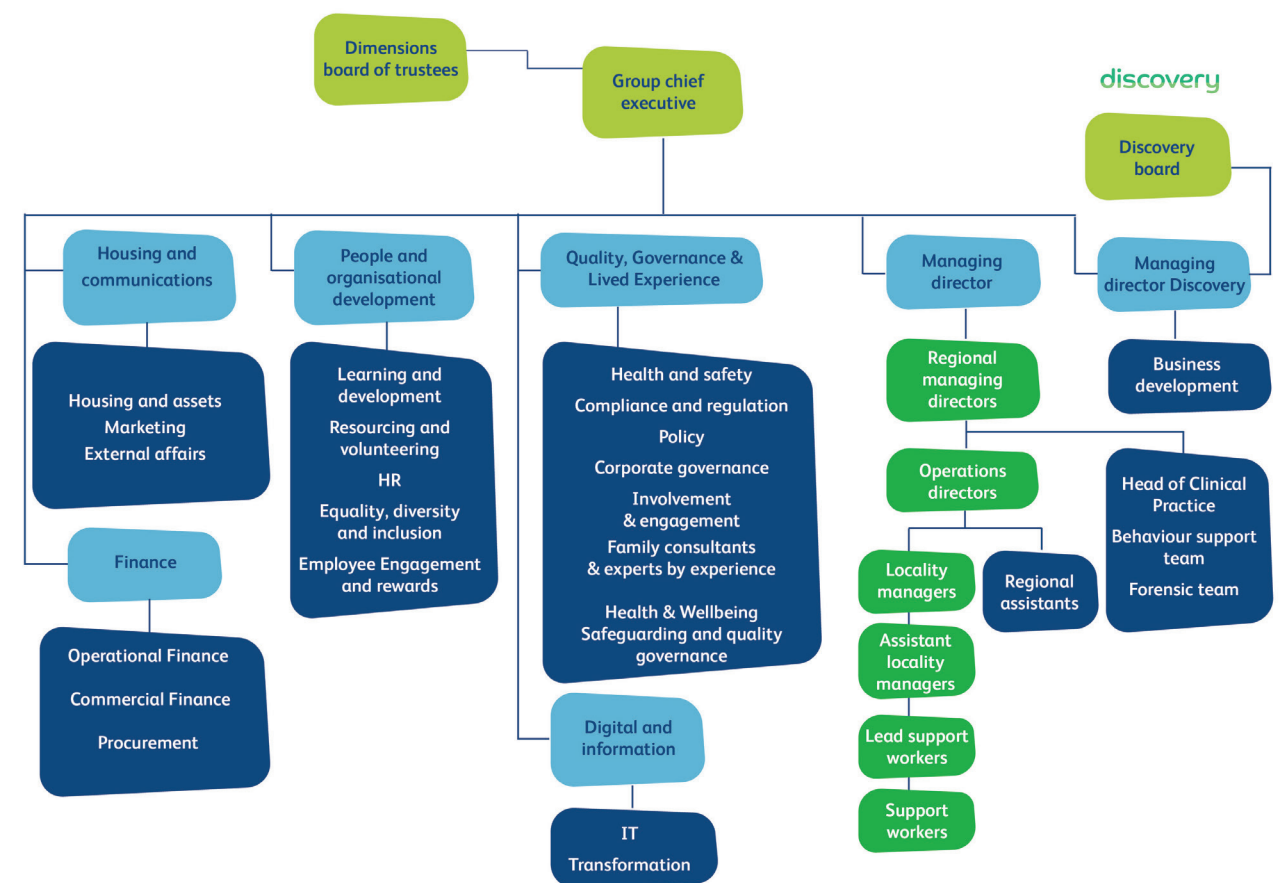 Dimensions
board of trustees
Group chief
executive
discovery
Discovery
board
Housing and
communications
People and
organisational
development
Quality, Governance &
Lived Experience
Managing
director
Managing
director Discovery
Housing and assets
Marketing
External affairs
Learning and
development
Resourcing and
volunteering
HR
Equality, diversity
and inclusion
Employee Engagement
and rewards
Health and safety
Compliance and regulation
Policy
Corporate governance
Involvement
& engagement
Family consultants
& experts by experience
Health & Wellbeing
Safeguarding and quality
governance
Regional
managing
directors
Business
development
Operations
directors
Head of Clinical
Practice
Behaviour support
team
Forensic team
Finance
Locality
managers
Regional
assistants
Operational Finance
Commercial Finance
Procurement
Assistant
locality
managers
Digital and
information
Lead support
workers
Support
workers
IT
Transformation